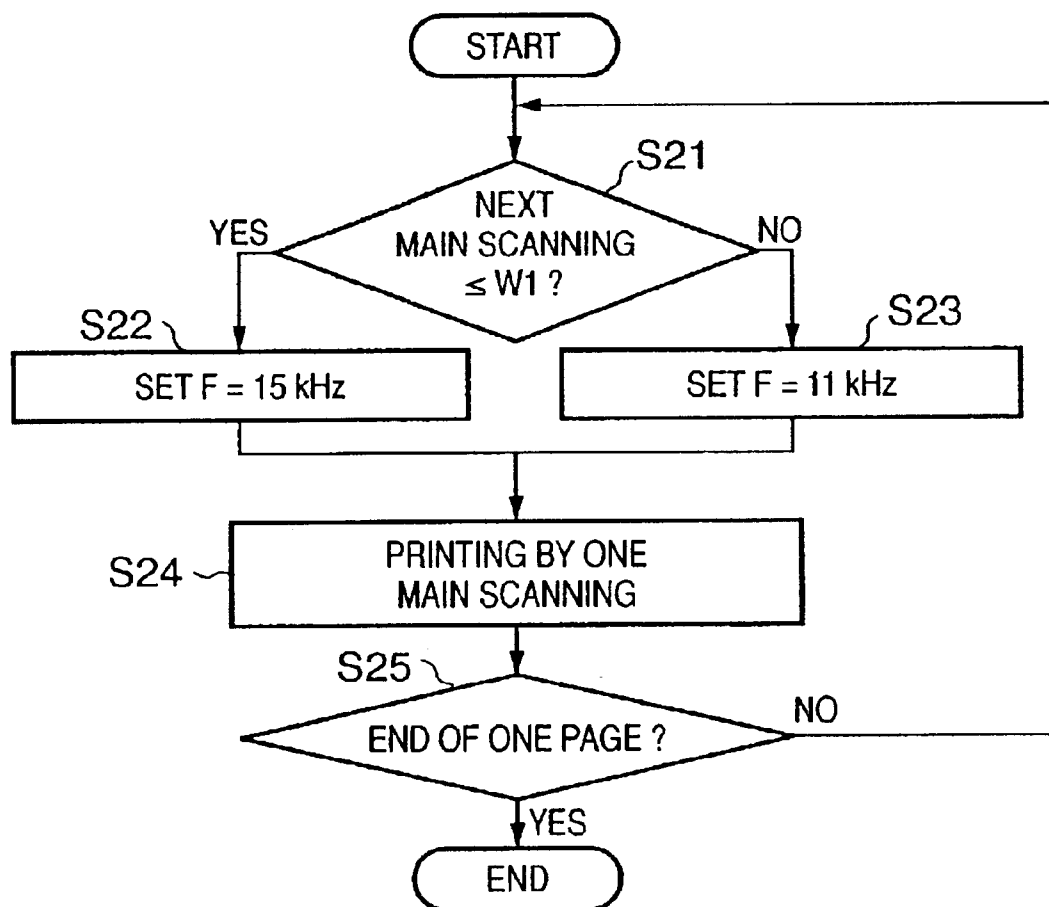 START
S21
NEXT
MAIN SCANNING
≤ W1 ?
YES
NO
S22
SET F = 15 kHz
S23
SET F = 11 kHz
S24
PRINTING BY ONE
MAIN SCANNING
S25
END OF ONE PAGE ?
NO
YES
END